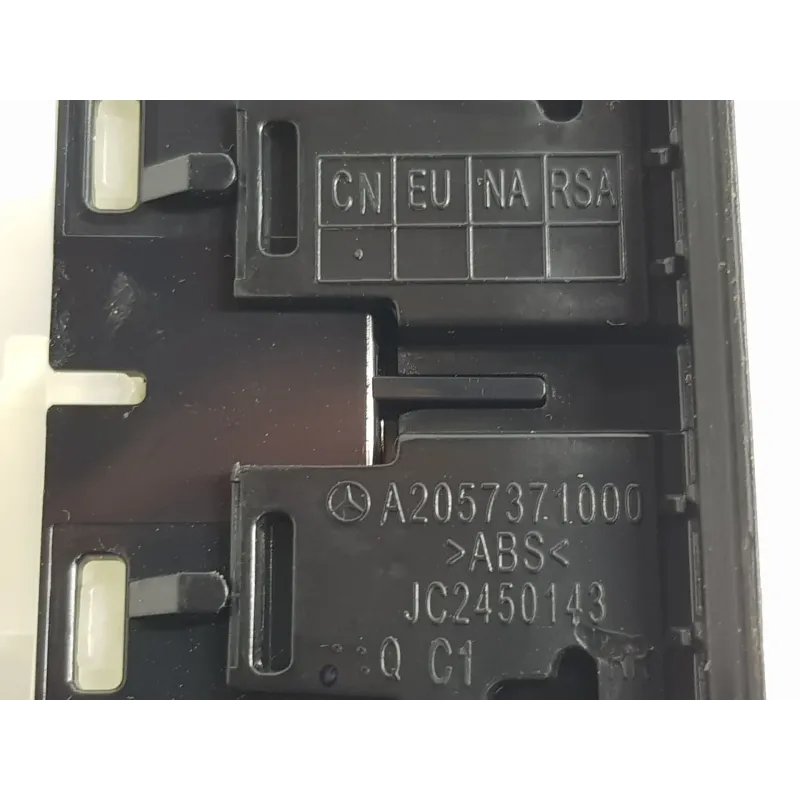 CN EU NA RSA
A2057371000
>ABS<
JC2450143
Q C1